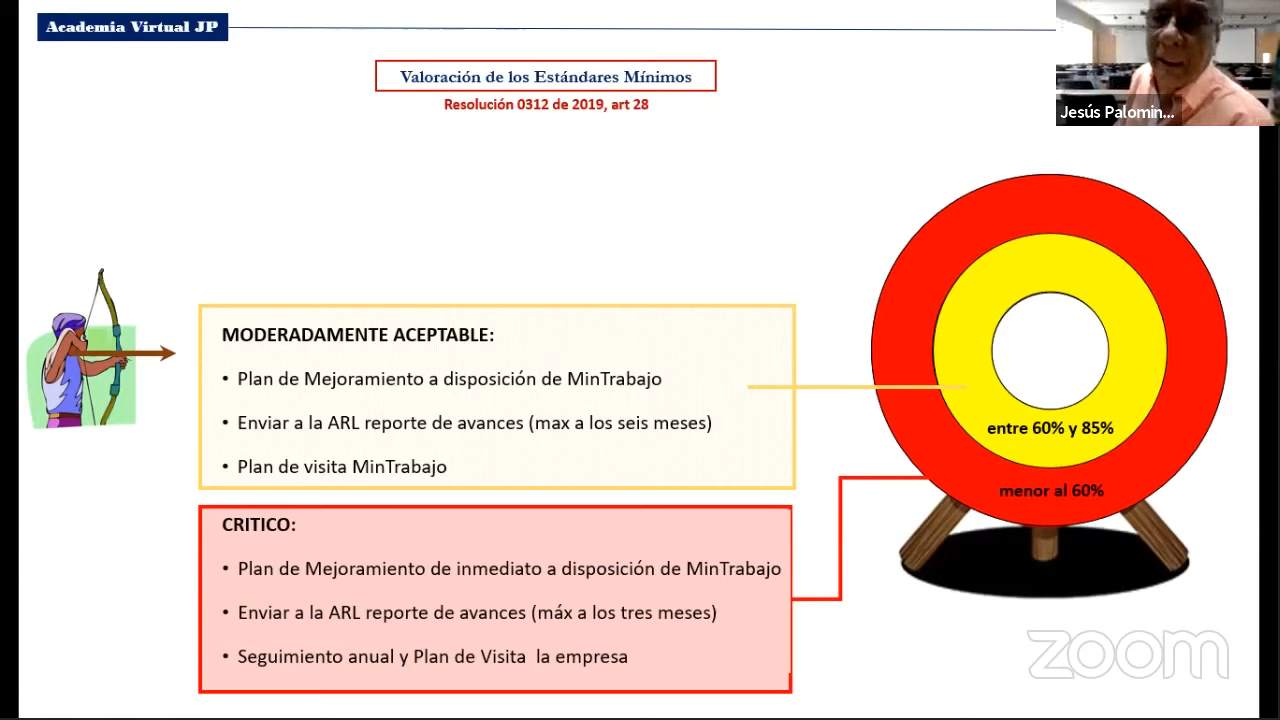 Academia Virtual JP
Valoración de los Estándares Mínimos
Resolución 0312 de 2019, art 28
Jesús Palomin...
MODERADAMENTE ACEPTABLE:
• Plan de Mejoramiento a disposición de MinTrabajo
• Enviar a la ARL reporte de avances (max a los seis meses)
• Plan de visita MinTrabajo
entre 60% y 85%
menor al 60%
CRITICO:
• Plan de Mejoramiento de inmediato a disposición de MinTrabajo
• Enviar a la ARL reporte de avances (máx a los tres meses)
• Seguimiento anual y Plan de Visita la empresa
zoom